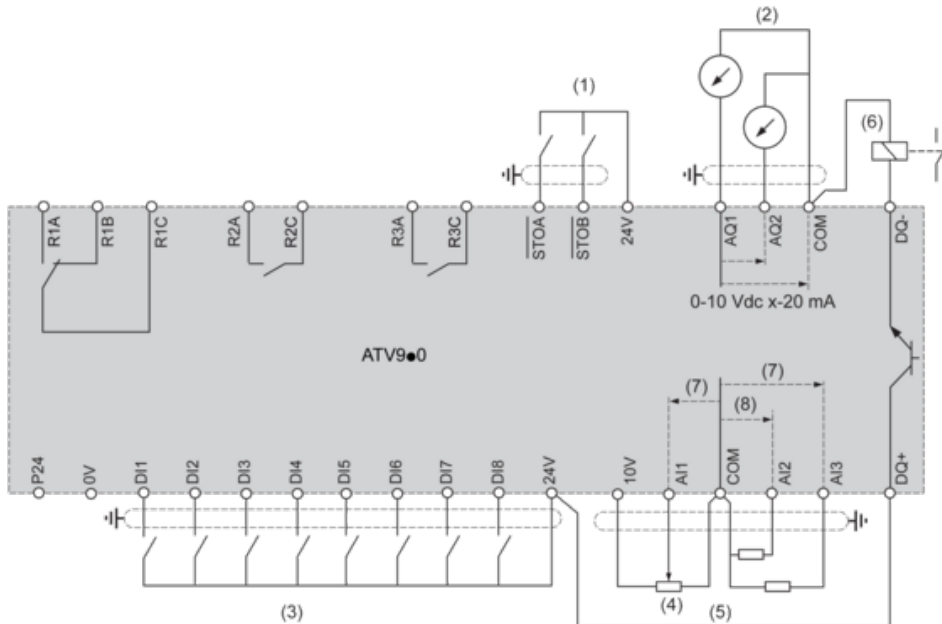 (2)
(1)
(6)
R1A R1B R1C R2A R2C R3A R3C STOA STOB 24V AQ1 AQ2 COM DQ-
0-10 Vdc x-20 mA
ATV9●0
(7)
(7)
(8)
P24 0V DI1 DI2 DI3 DI4 DI5 DI6 DI7 DI8 24V 10V AI1 COM AI2 AI3 DQ+
(3) (4) (5)